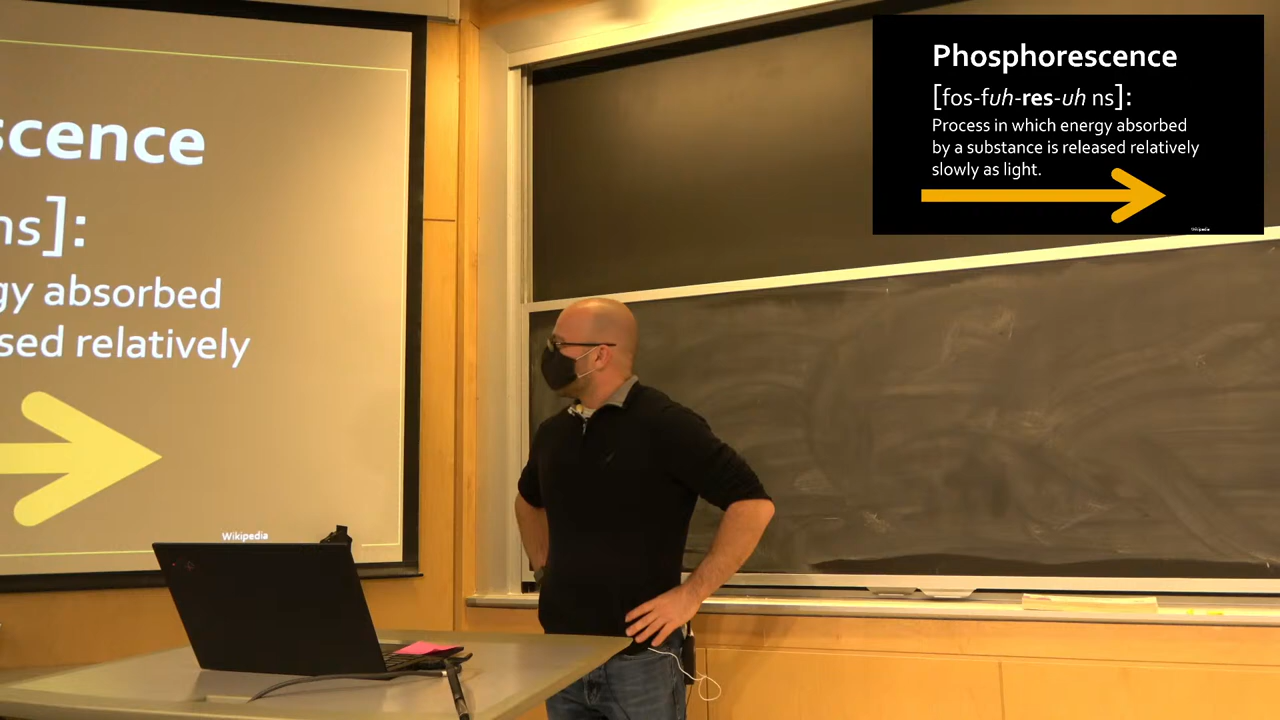 scence
ns]:
gy absorbed
sed relatively
Wikipedia
Phosphorescence
[fos-fuh-res-uh ns]:
Process in which energy absorbed
by a substance is released relatively
slowly as light.
Wikipedia